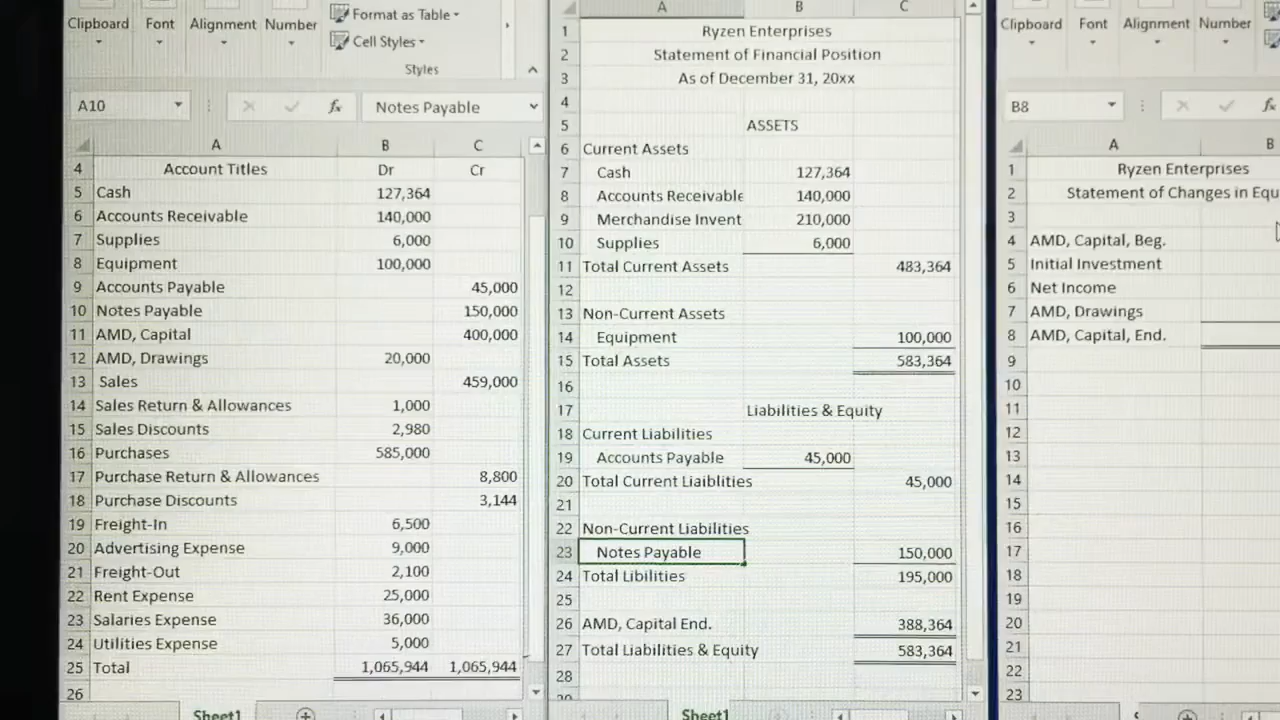 Clipboard Font Alignment Number
Format as Table
Cell Styles
Styles
A10 fx Notes Payable
A B C
4 Account Titles Dr Cr
5 Cash 127,364
6 Accounts Receivable 140,000
7 Supplies 6,000
8 Equipment 100,000
9 Accounts Payable 45,000
10 Notes Payable 150,000
11 AMD, Capital 400,000
12 AMD, Drawings 20,000
13 Sales 459,000
14 Sales Return & Allowances 1,000
15 Sales Discounts 2,980
16 Purchases 585,000
17 Purchase Return & Allowances 8,800
18 Purchase Discounts 3,144
19 Freight-In 6,500
20 Advertising Expense 9,000
21 Freight-Out 2,100
22 Rent Expense 25,000
23 Salaries Expense 36,000
24 Utilities Expense 5,000
25 Total 1,065,944 1,065,944
26
Sheet1
A B C
1 Ryzen Enterprises
2 Statement of Financial Position
3 As of December 31, 20xx
4
5 ASSETS
6 Current Assets
7 Cash 127,364
8 Accounts Receivable 140,000
9 Merchandise Invent 210,000
10 Supplies 6,000
11 Total Current Assets 483,364
12
13 Non-Current Assets
14 Equipment 100,000
15 Total Assets 583,364
16
17 Liabilities & Equity
18 Current Liabilities
19 Accounts Payable 45,000
20 Total Current Liaiblities 45,000
21
22 Non-Current Liabilities
23 Notes Payable 150,000
24 Total Libilities 195,000
25
26 AMD, Capital End. 388,364
27 Total Liabilities & Equity 583,364
28
Sheet1
Clipboard Font Alignment Number
B8 fx
A B
1 Ryzen Enterprises
2 Statement of Changes in Equ
3
4 AMD, Capital, Beg.
5 Initial Investment
6 Net Income
7 AMD, Drawings
8 AMD, Capital, End.
9
10
11
12
13
14
15
16
17
18
19
20
21
22
23